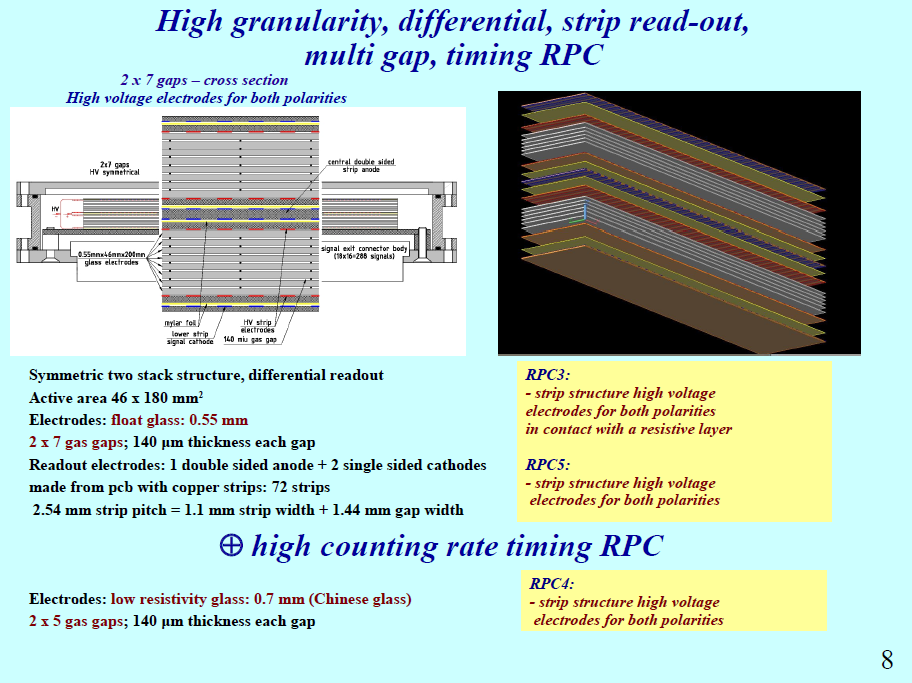 High granularity, differential, strip read-out,
multi gap, timing RPC
2 x 7 gaps – cross section
High voltage electrodes for both polarities
2x7 gaps
HV symmetrical
central double sided
strip anode
HV
0.55mmx46mmx200mm
glass electrodes
signal exit connector body
(18x16=288 signals)
mylar foil
lower strip
signal cathode
HV strip
electrodes
140 miu gas gap
Symmetric two stack structure, differential readout
Active area 46 x 180 mm²
Electrodes: float glass: 0.55 mm
2 x 7 gas gaps; 140 µm thickness each gap
Readout electrodes: 1 double sided anode + 2 single sided cathodes
made from pcb with copper strips: 72 strips
2.54 mm strip pitch = 1.1 mm strip width + 1.44 mm gap width
RPC3:
- strip structure high voltage
electrodes for both polarities
in contact with a resistive layer
RPC5:
- strip structure high voltage
electrodes for both polarities
⊕ high counting rate timing RPC
Electrodes: low resistivity glass: 0.7 mm (Chinese glass)
2 x 5 gas gaps; 140 µm thickness each gap
RPC4:
- strip structure high voltage
electrodes for both polarities
8